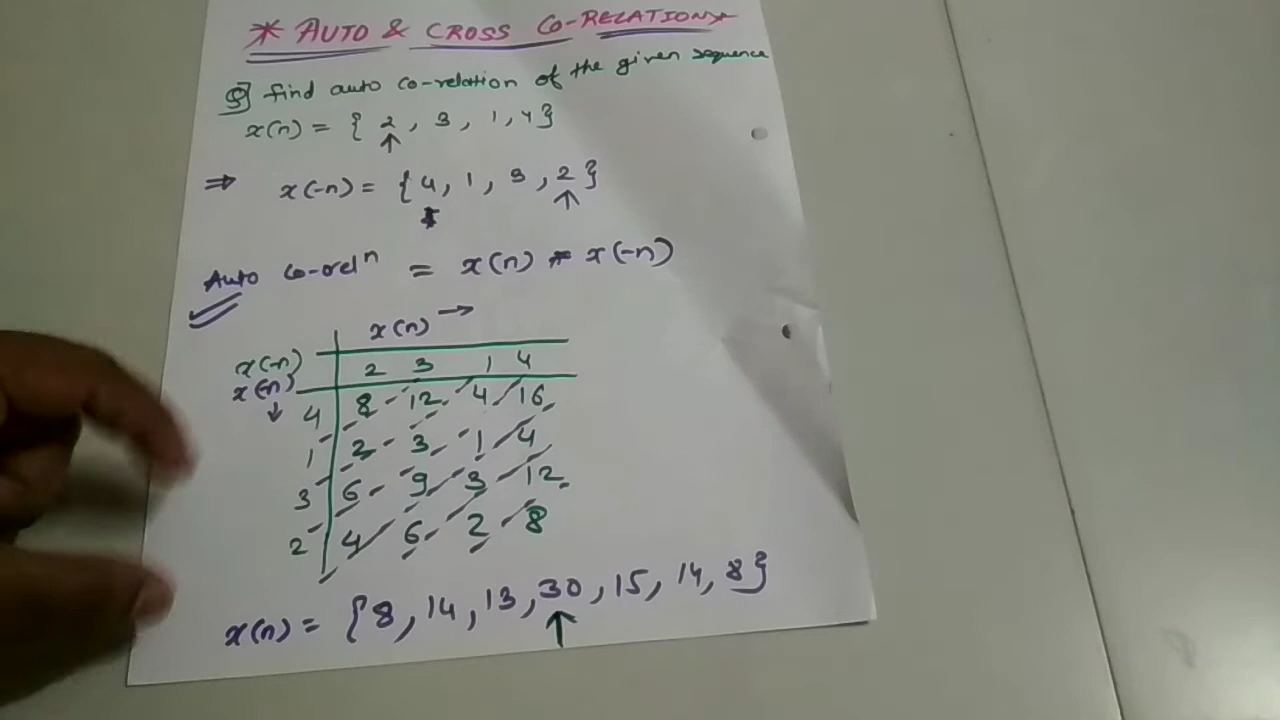 * AUTO & CROSS CO-RELATION *
Q] find auto co-relation of the given sequence
x(n) = { 2, 3, 1, 4 }
↑
⇒ x(-n) = { 4, 1, 3, 2 }
↑
Auto co-reln = x(n) * x(-n)
x(n) →
x(-n) 2 3 1 4
x(-n) ↓
4 8 12 4 16
1 2 3 1 4
3 6 9 3 12
2 4 6 2 8
x(n) = { 8, 14, 13, 30, 15, 14, 8 }
↑